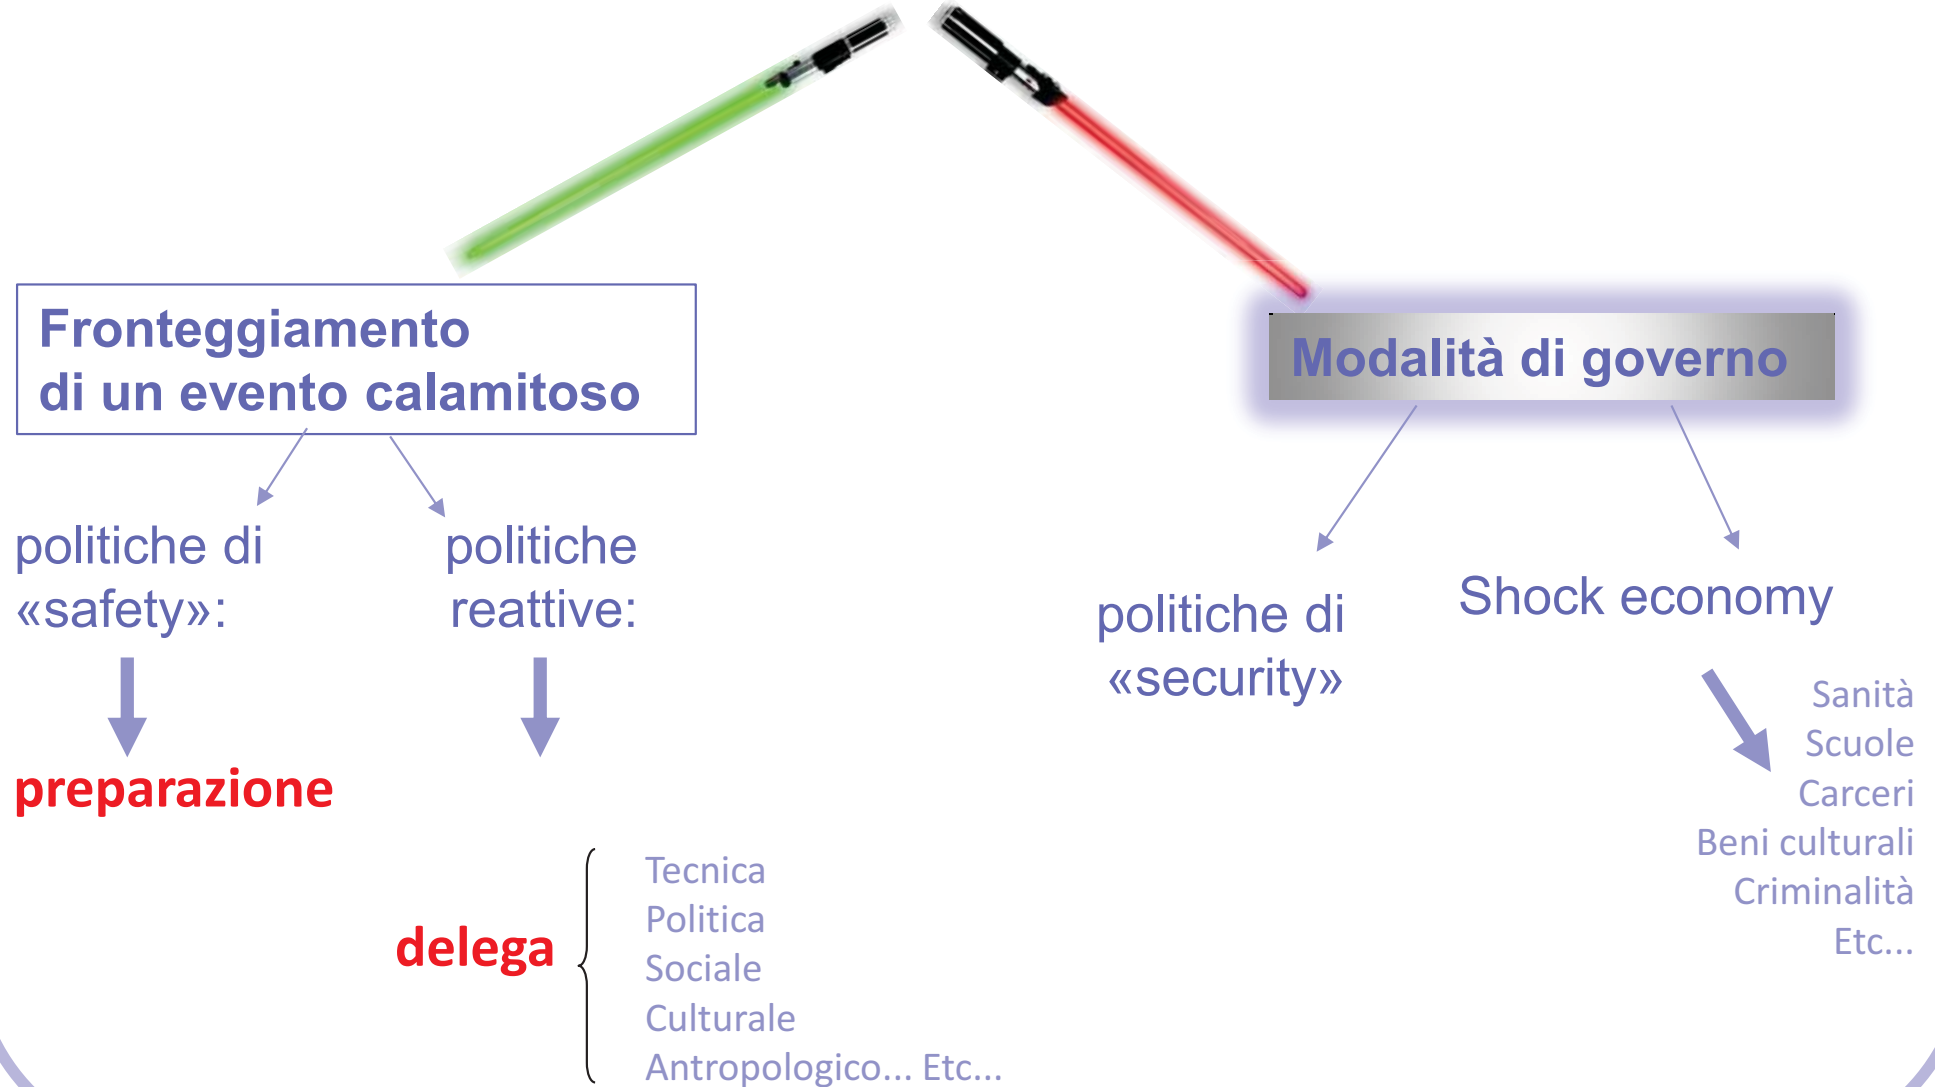 Fronteggiamento
di un evento calamitoso
politiche di
«safety»:
preparazione
politiche
reattive:
delega
Tecnica
Politica
Sociale
Culturale
Antropologico... Etc...
Modalità di governo
politiche di
«security»
Shock economy
Sanità
Scuole
Carceri
Beni culturali
Criminalità
Etc...